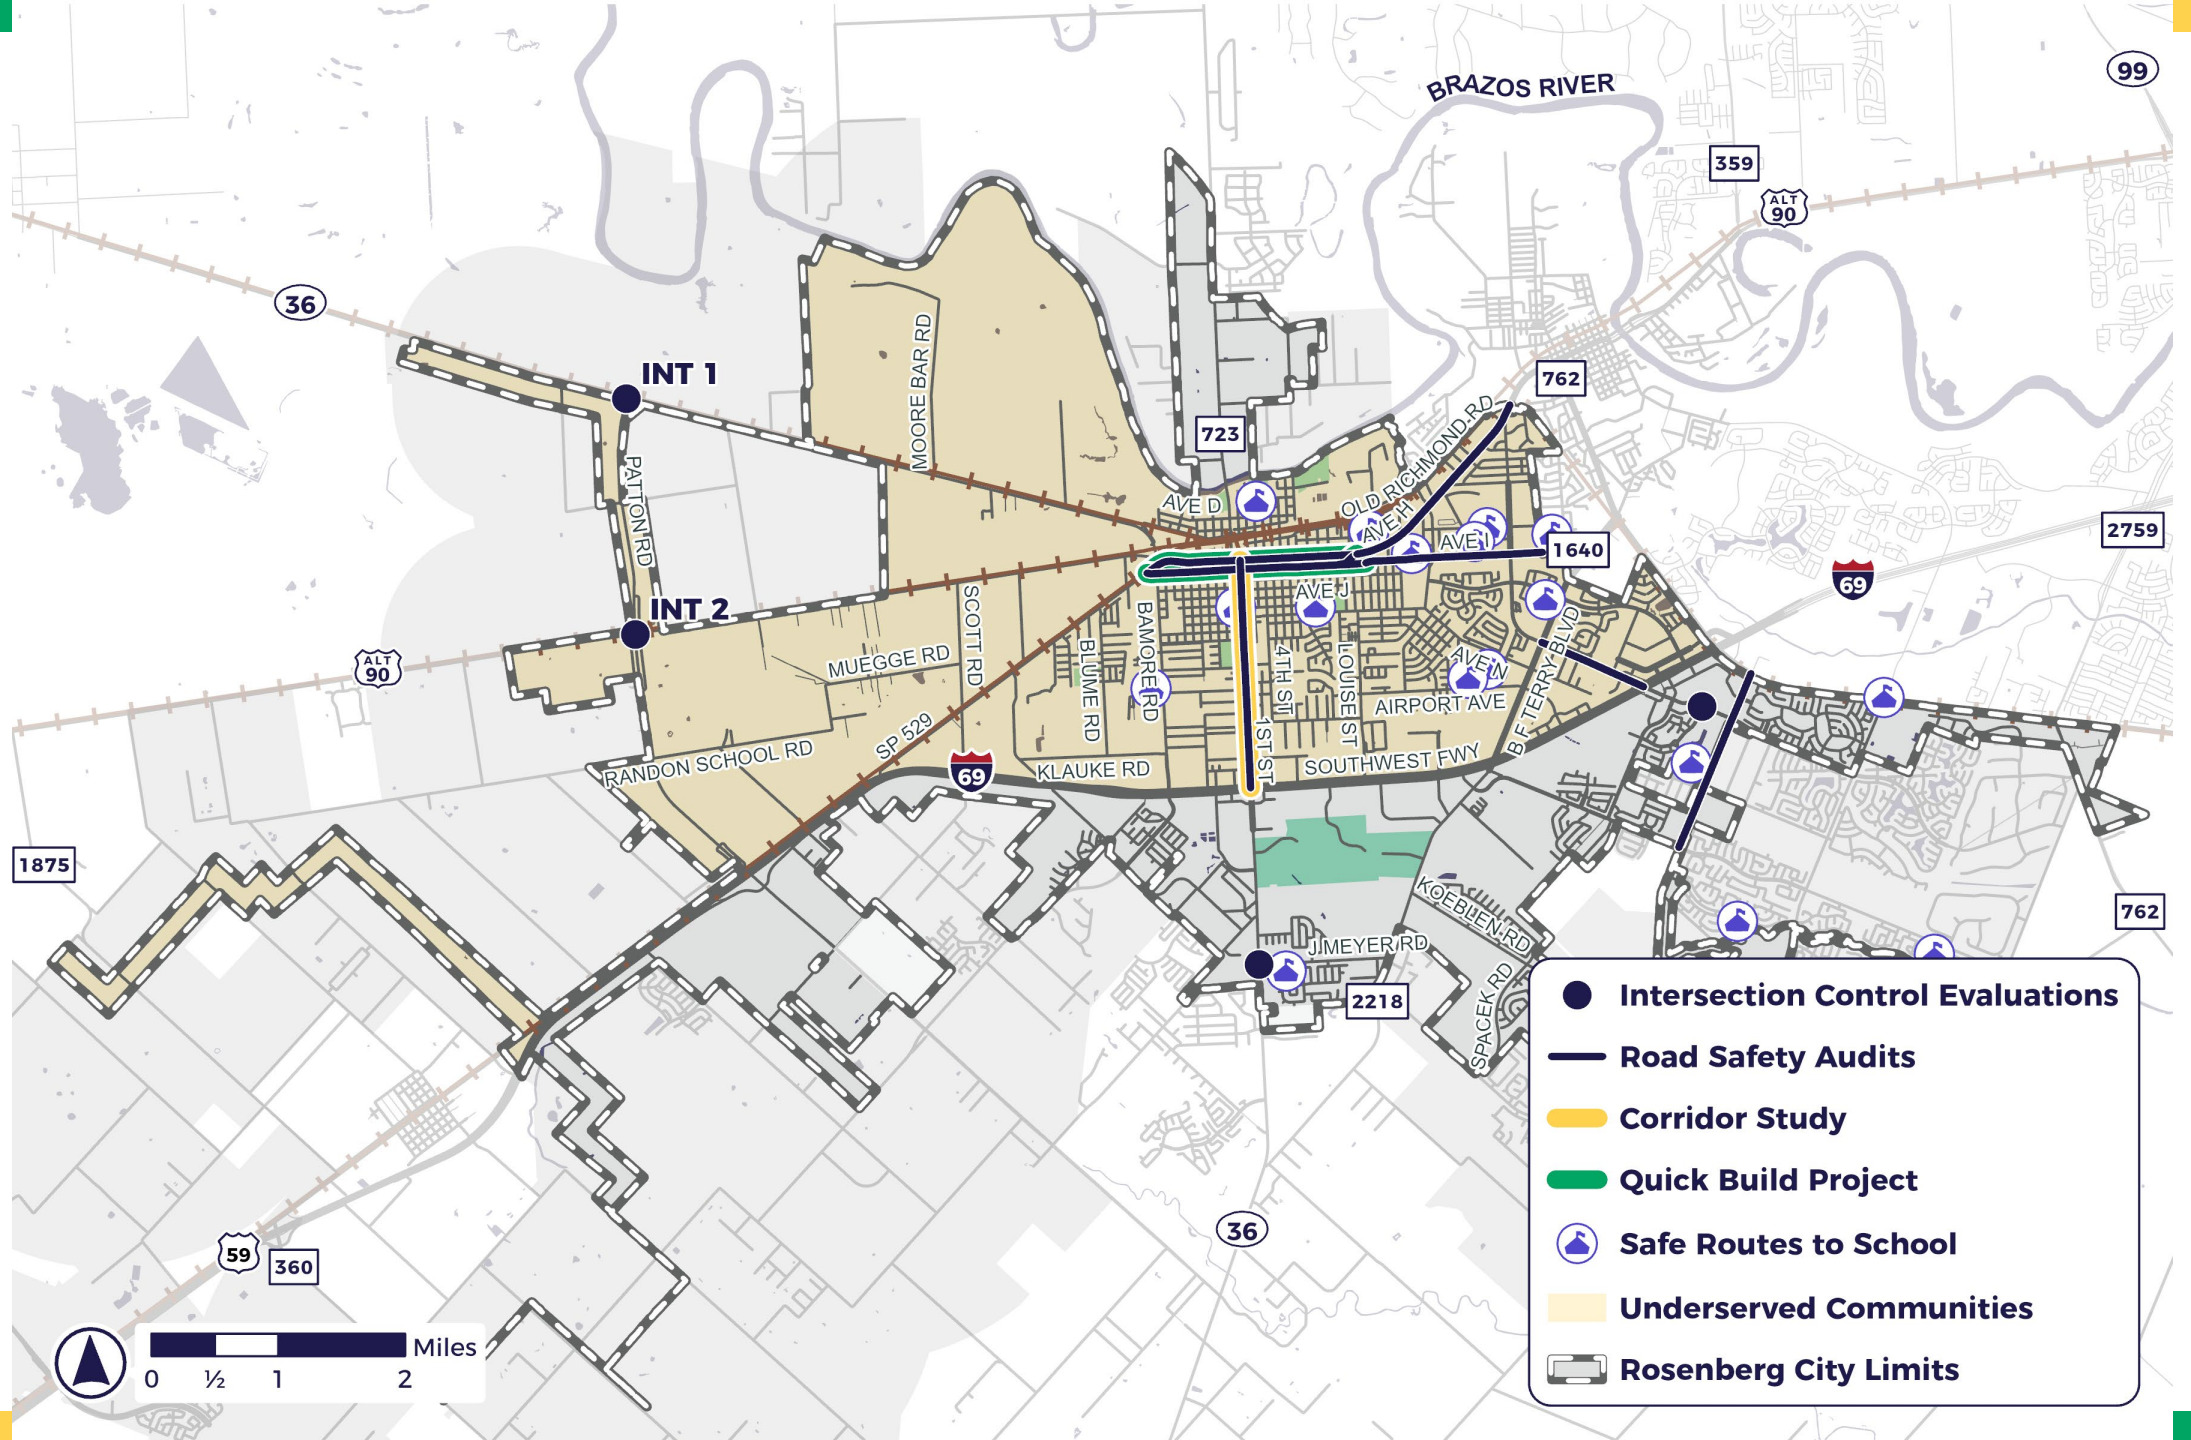 BRAZOS RIVER
99
359
ALT
90
36
INT 1
MOORE BAR RD
762
723
OLD RICHMOND RD
PATTON RD
AVE D
AVE H
AVE I
1640
2759
69
INT 2
SCOTT RD
AVE J
BAMORE RD
BLUME RD
4TH ST
LOUISE ST
B F TERRY BLVD
MUEGGE RD
AVE N
ALT
90
AIRPORT AVE
SP 529
1ST ST
RANDON SCHOOL RD
69
KLAUKE RD
SOUTHWEST FWY
1875
KOEBLEN RD
762
J MEYER RD
2218
SPACEK RD
36
59
360
Miles
0 ½ 1 2
Intersection Control Evaluations
Road Safety Audits
Corridor Study
Quick Build Project
Safe Routes to School
Underserved Communities
Rosenberg City Limits